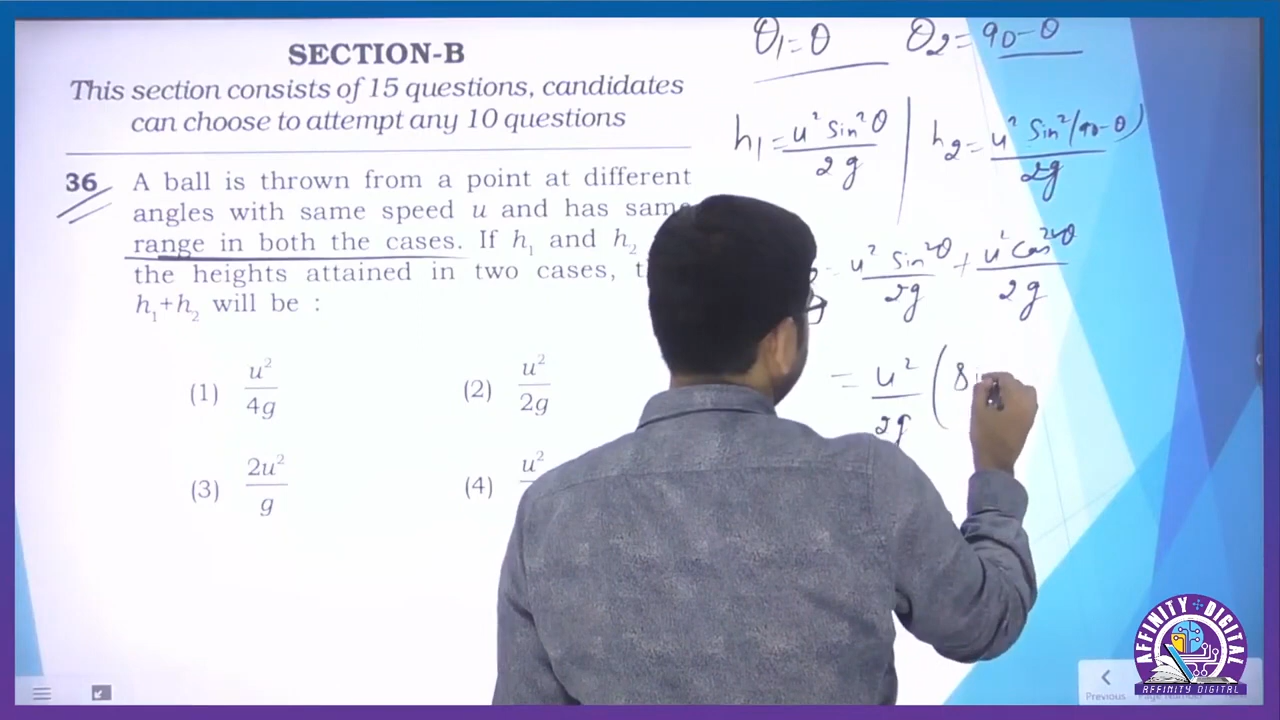 SECTION-B
This section consists of 15 questions, candidates
can choose to attempt any 10 questions
36 A ball is thrown from a point at different
angles with same speed u and has same
range in both the cases. If h₁ and h₂
the heights attained in two cases,
h₁+h₂ will be :
(1) u²/4g (2) u²/2g
(3) 2u²/g (4) u²
θ₁=θ θ₂=90-θ
h₁=u² sin²θ/2g h₂=u² sin²(90-θ)/2g
u² sin²θ/2g + u² cos²θ/2g
= u²/2g (
Previous
AFFINITY DIGITAL
AFFINITY DIGITAL